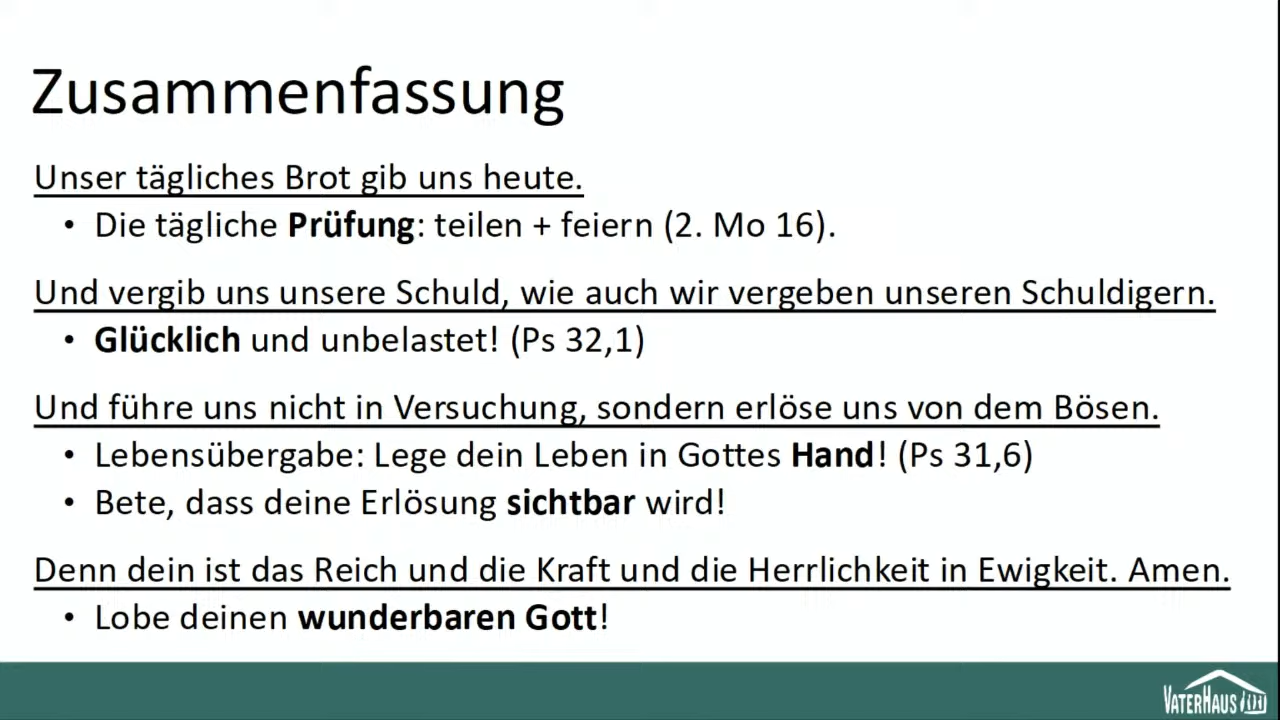 Zusammenfassung
Unser tägliches Brot gib uns heute.
• Die tägliche Prüfung: teilen + feiern (2. Mo 16).
Und vergib uns unsere Schuld, wie auch wir vergeben unseren Schuldigern.
• Glücklich und unbelastet! (Ps 32,1)
Und führe uns nicht in Versuchung, sondern erlöse uns von dem Bösen.
• Lebensübergabe: Lege dein Leben in Gottes Hand! (Ps 31,6)
• Bete, dass deine Erlösung sichtbar wird!
Denn dein ist das Reich und die Kraft und die Herrlichkeit in Ewigkeit. Amen.
• Lobe deinen wunderbaren Gott!
VATERHAUS